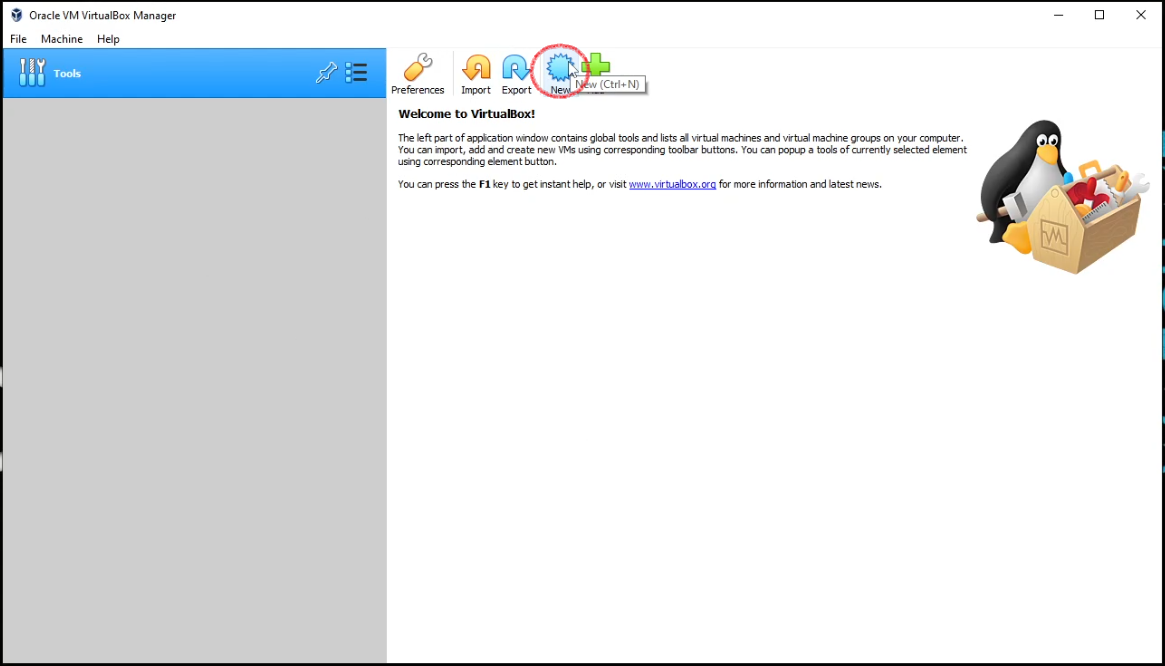 Oracle VM VirtualBox Manager
File Machine Help
Tools
Preferences Import Export New
New (Ctrl+N)
Welcome to VirtualBox!
The left part of application window contains global tools and lists all virtual machines and virtual machine groups on your computer.
You can import, add and create new VMs using corresponding toolbar buttons. You can popup a tools of currently selected element
using corresponding element button.
You can press the F1 key to get instant help, or visit www.virtualbox.org for more information and latest news.